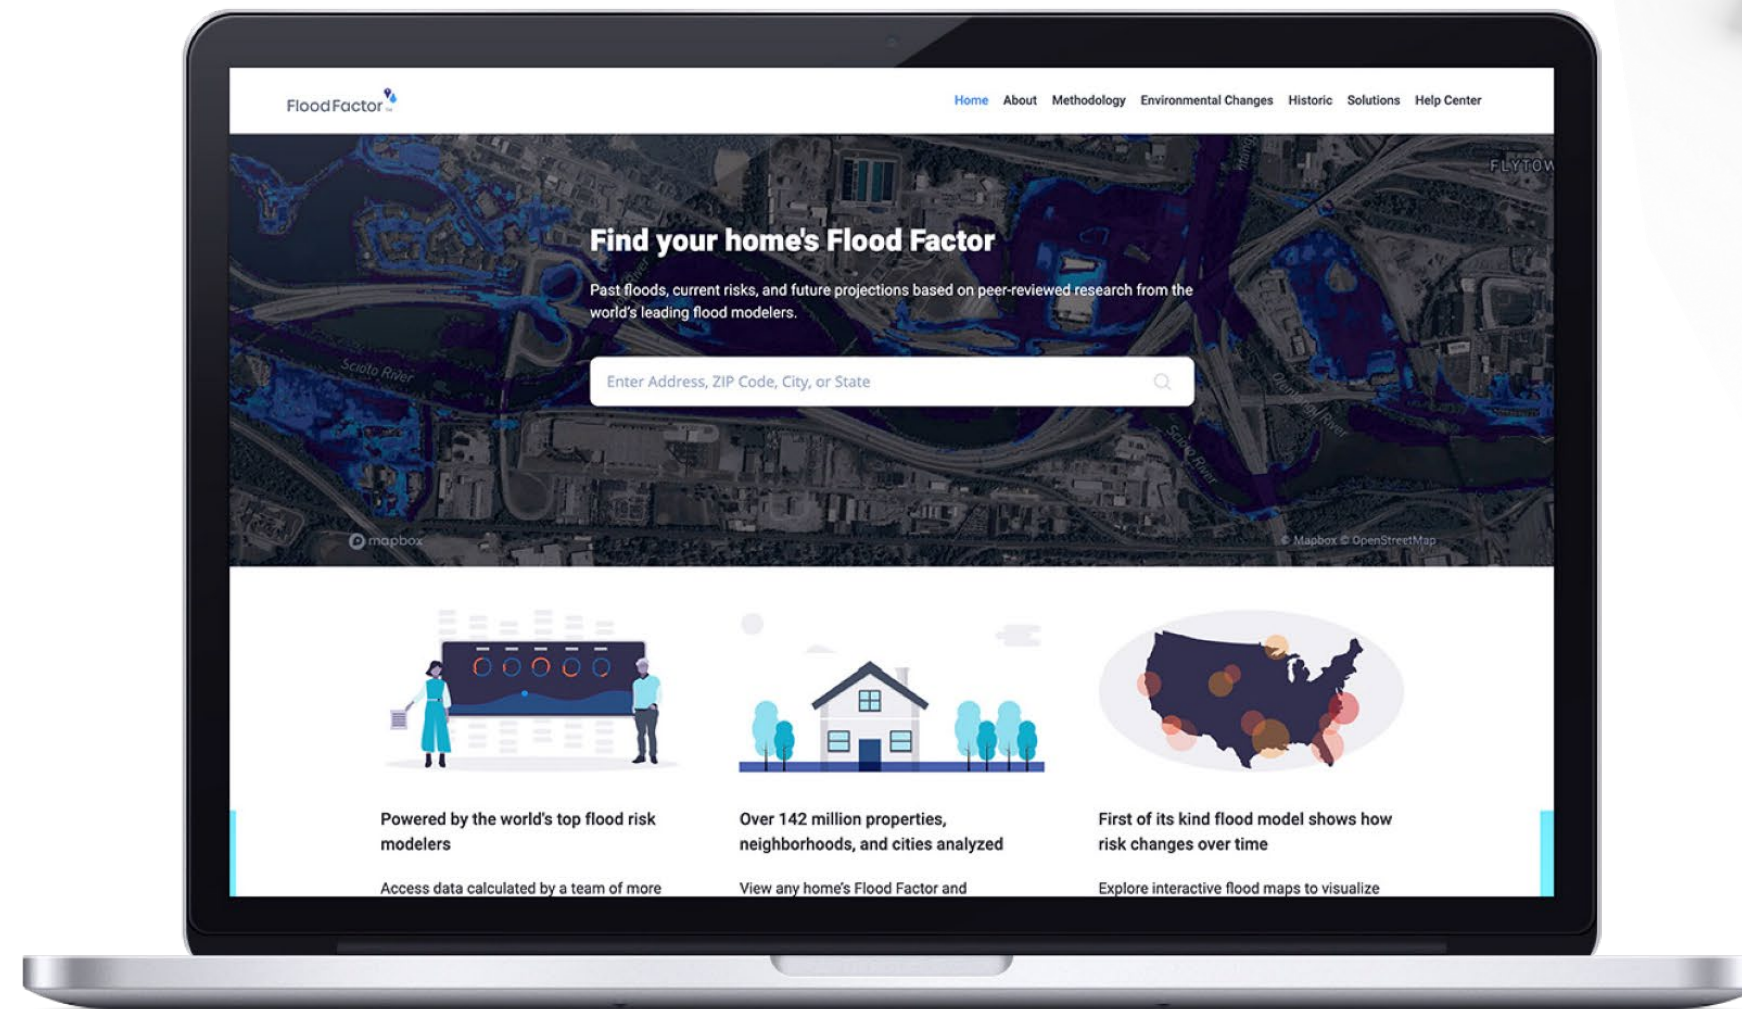 FloodFactor
Home About Methodology Environmental Changes Historic Solutions Help Center
FLYTOW
Find your home's Flood Factor
Past floods, current risks, and future projections based on peer-reviewed research from the
world's leading flood modelers.
Enter Address, ZIP Code, City, or State
Scioto River
Olentangy River
Scioto River
mapbox
© Mapbox © OpenStreetMap
Powered by the world's top flood risk
modelers
Over 142 million properties,
neighborhoods, and cities analyzed
First of its kind flood model shows how
risk changes over time
Access data calculated by a team of more
View any home's Flood Factor and
Explore interactive flood maps to visualize